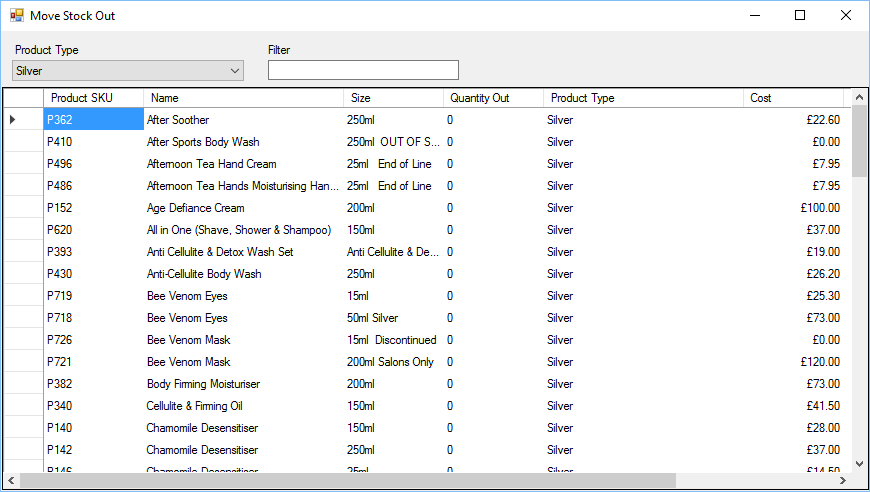 Move Stock Out
Product Type Filter
Silver
Product SKU Name Size Quantity Out Product Type Cost
P362 After Soother 250ml 0 Silver £22.60
P410 After Sports Body Wash 250ml OUT OF S... 0 Silver £0.00
P496 Afternoon Tea Hand Cream 25ml End of Line 0 Silver £7.95
P486 Afternoon Tea Hands Moisturising Han... 25ml End of Line 0 Silver £7.95
P152 Age Defiance Cream 200ml 0 Silver £100.00
P620 All in One (Shave, Shower & Shampoo) 150ml 0 Silver £37.00
P393 Anti Cellulite & Detox Wash Set Anti Cellulite & De... 0 Silver £19.00
P430 Anti-Cellulite Body Wash 250ml 0 Silver £26.20
P719 Bee Venom Eyes 15ml 0 Silver £25.30
P718 Bee Venom Eyes 50ml Silver 0 Silver £73.00
P726 Bee Venom Mask 15ml Discontinued 0 Silver £0.00
P721 Bee Venom Mask 200ml Salons Only 0 Silver £120.00
P382 Body Firming Moisturiser 200ml 0 Silver £73.00
P340 Cellulite & Firming Oil 150ml 0 Silver £41.50
P140 Chamomile Desensitiser 150ml 0 Silver £28.00
P142 Chamomile Desensitiser 250ml 0 Silver £37.00
P146 Chamomile Desensitiser 25ml 0 Silver £14.50